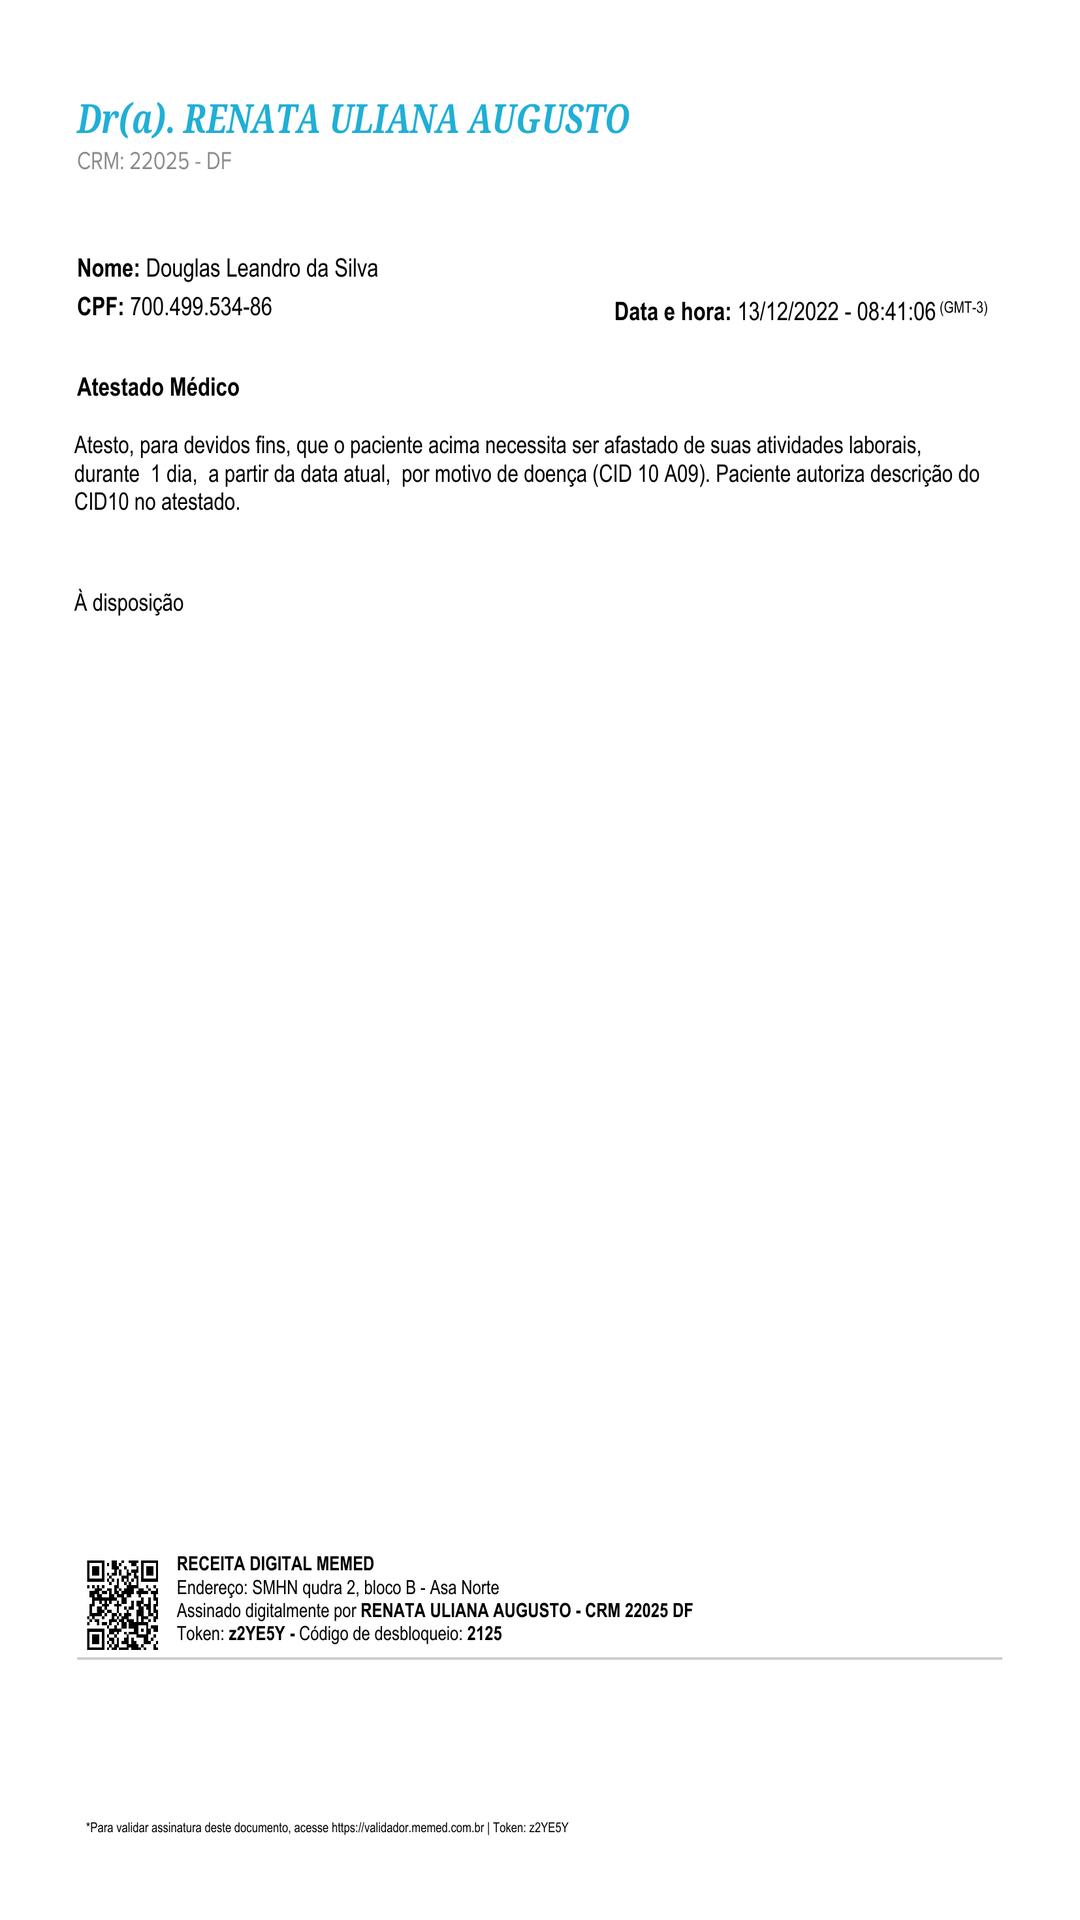 Dr(a). RENATA ULIANA AUGUSTO
CRM: 22025 - DF
Nome: Douglas Leandro da Silva
CPF: 700.499.534-86
Data e hora: 13/12/2022 - 08:41:06 (GMT-3)
Atestado Médico
Atesto, para devidos fins, que o paciente acima necessita ser afastado de suas atividades laborais,
durante  1 dia,  a partir da data atual,  por motivo de doença (CID 10 A09). Paciente autoriza descrição do
CID10 no atestado.
À disposição
RECEITA DIGITAL MEMED
Endereço: SMHN qudra 2, bloco B - Asa Norte
Assinado digitalmente por RENATA ULIANA AUGUSTO - CRM 22025 DF
Token: z2YE5Y - Código de desbloqueio: 2125
*Para validar assinatura deste documento, acesse https://validador.memed.com.br | Token: z2YE5Y